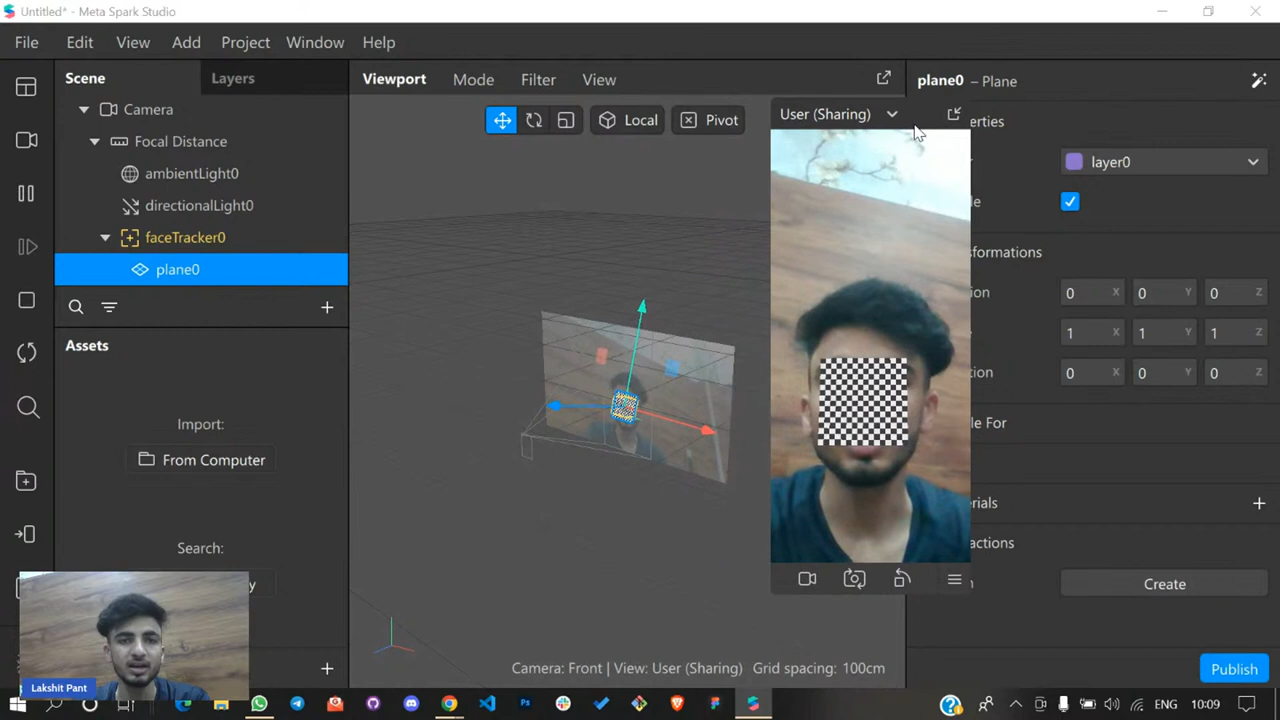 Untitled* - Meta Spark Studio
File Edit View Add Project Window Help
Scene Layers
Viewport Mode Filter View
plane0 – Plane
Camera
Local Pivot
User (Sharing)
erties
Focal Distance
layer0
ambientLight0
directionalLight0
faceTracker0
sformations
plane0
ion 0 X 0 Y 0 Z
1 X 1 Y 1 Z
tion 0 X 0 Y 0 Z
Assets
Import:
le For
From Computer
rials
Search:
actions
Create
Camera: Front | View: User (Sharing) Grid spacing: 100cm
Publish
Lakshit Pant
ENG 10:09